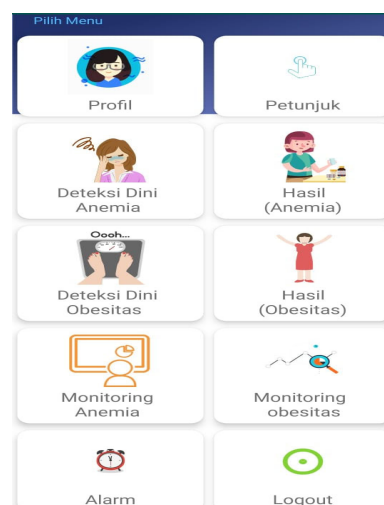 Pilih Menu
Profil
Petunjuk
Deteksi Dini
Anemia
Hasil
(Anemia)
Oooh...
Deteksi Dini
Obesitas
Hasil
(Obesitas)
Monitoring
Anemia
Monitoring
obesitas
Alarm
Logout